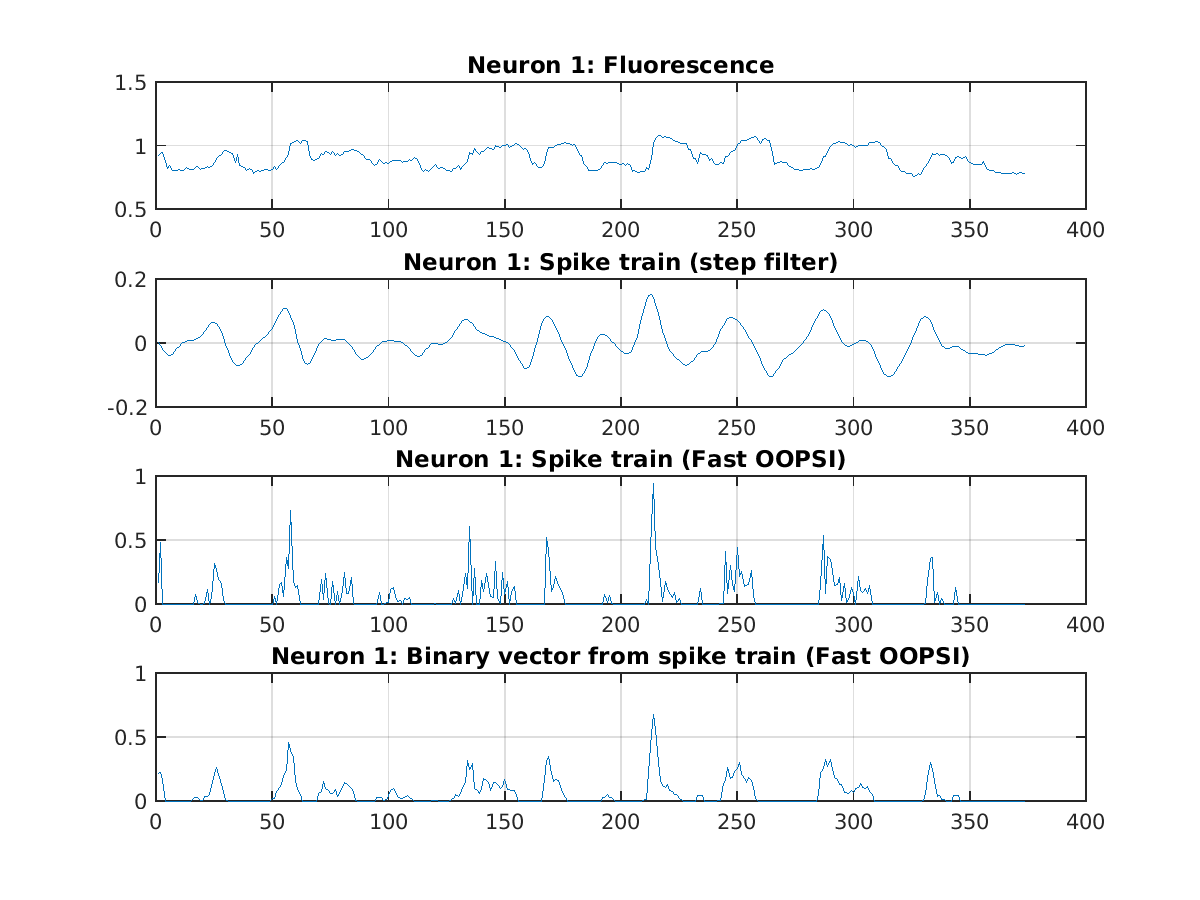 Neuron 1: Fluorescence
1.5
1
0.5
0 50 100 150 200 250 300 350 400
Neuron 1: Spike train (step filter)
0.2
0
-0.2
0 50 100 150 200 250 300 350 400
Neuron 1: Spike train (Fast OOPSI)
1
0.5
0
0 50 100 150 200 250 300 350 400
Neuron 1: Binary vector from spike train (Fast OOPSI)
1
0.5
0
0 50 100 150 200 250 300 350 400